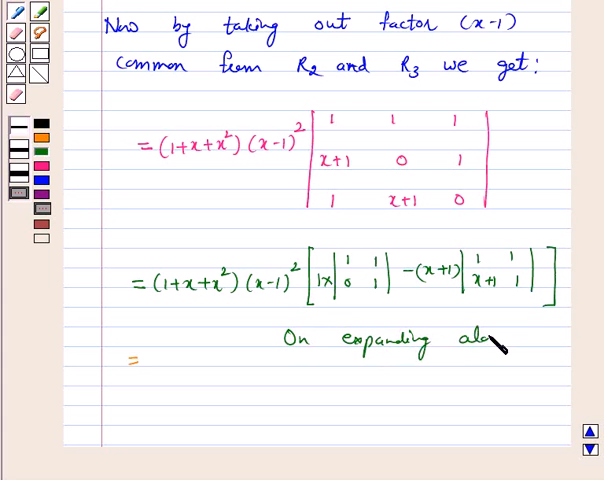 Now by taking out factor (x-1)
common from R₂ and R₃ we get:
= (1+x+x²) (x-1)² | 1 1 1 |
| x+1 0 1 |
| 1 x+1 0 |
= (1+x+x²) (x-1)² [ 1× | 1 1 ; 0 1 | -(x+1) | 1 1 ; x+1 1 | ]
On expanding alo
=